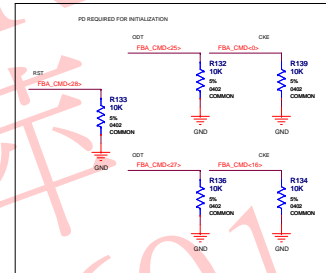 PD REQUIRED FOR INITIALIZATION
ODT
CKE
FBA_CMD<25>
FBA_CMD<0>
R132
10K
5%
0402
COMMON
GND
R139
10K
5%
0402
COMMON
GND
RST
FBA_CMD<28>
R133
10K
5%
0402
COMMON
GND
ODT
CKE
FBA_CMD<27>
FBA_CMD<16>
R136
10K
5%
0402
COMMON
GND
R134
10K
5%
0402
COMMON
GND